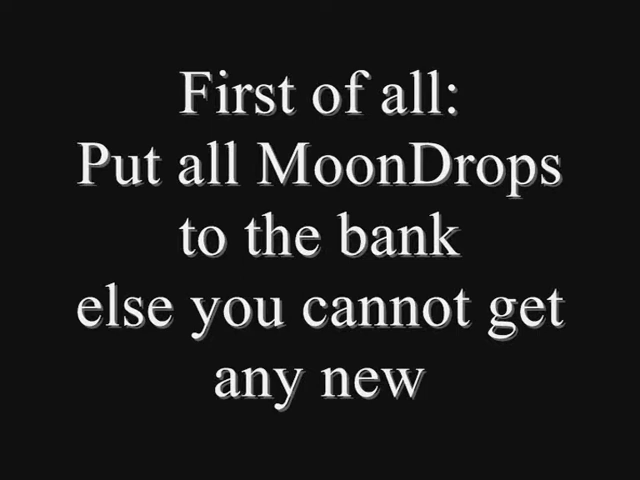 First of all:
Put all MoonDrops
to the bank
else you cannot get
any new